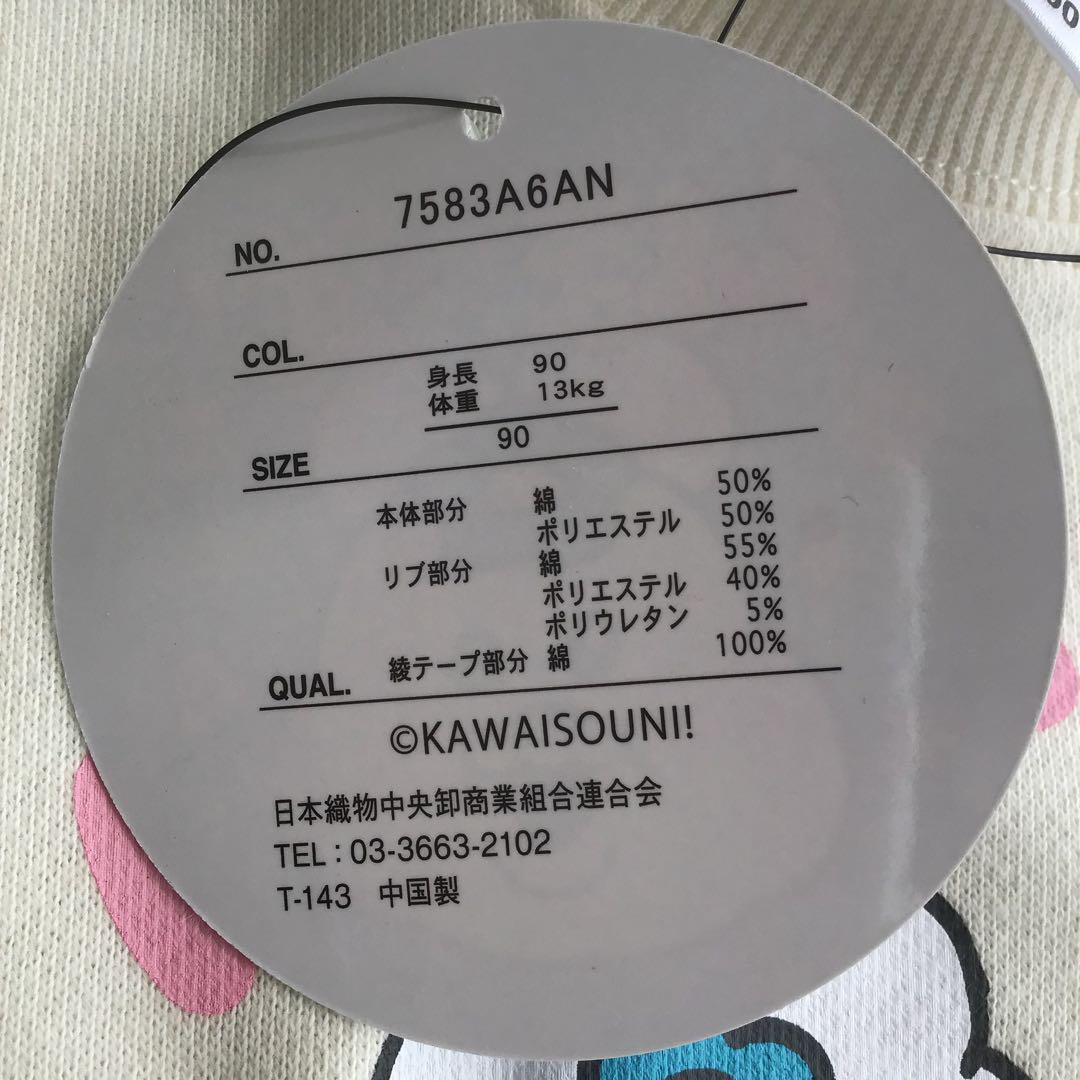 7583A6AN
NO.
COL.
身長 90
体重 13kg
90
SIZE
本体部分 綿 50%
ポリエステル 50%
リブ部分 綿 55%
ポリエステル 40%
ポリウレタン 5%
綾テープ部分 綿 100%
QUAL.
©KAWAISOUNI!
日本織物中央卸商業組合連合会
TEL : 03-3663-2102
T-143 中国製